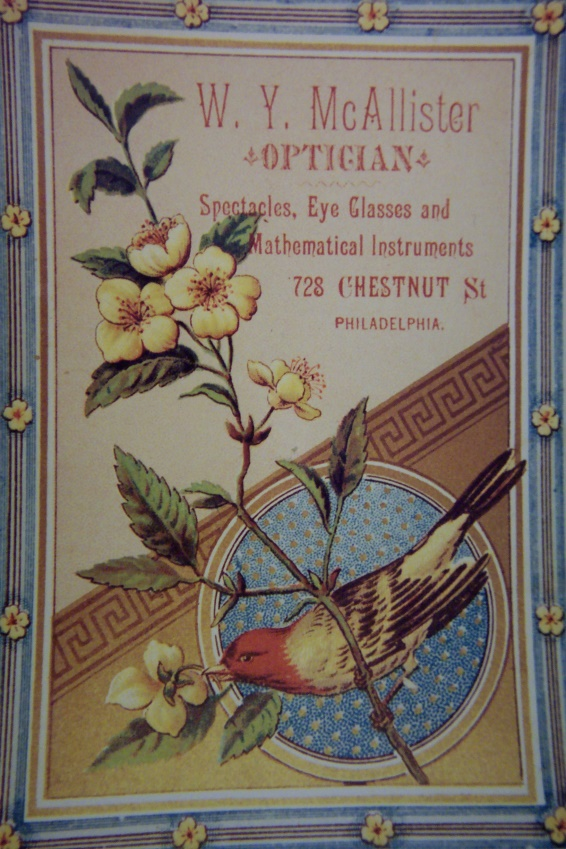 W. Y. McAllister
OPTICIAN
Spectacles, Eye Glasses and
Mathematical Instruments
728 CHESTNUT St
PHILADELPHIA.